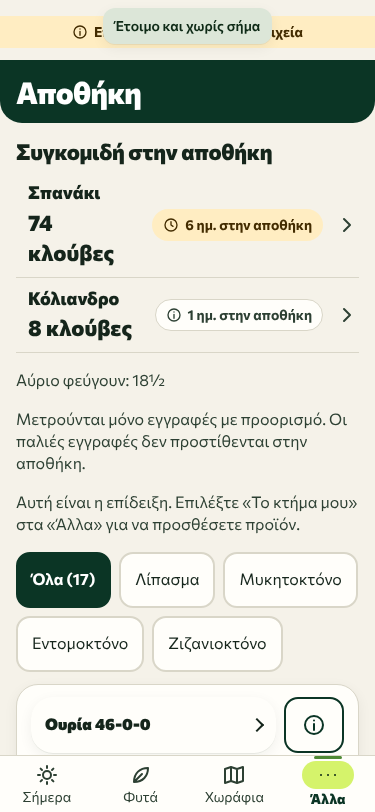 Έτοιμο και χωρίς σήμα
Αποθήκη
Συγκομιδή στην αποθήκη
Σπανάκι
74
κλούβες
6 ημ. στην αποθήκη
Κόλιανδρο
8 κλούβες
1 ημ. στην αποθήκη
Αύριο φεύγουν: 18½
Μετρούνται μόνο εγγραφές με προορισμό. Οι
παλιές εγγραφές δεν προστίθενται στην
αποθήκη.
Αυτή είναι η επίδειξη. Επιλέξτε «Το κτήμα μου»
στα «Άλλα» για να προσθέσετε προϊόν.
Όλα (17)
Λίπασμα
Μυκητοκτόνο
Εντομοκτόνο
Ζιζανιοκτόνο
Ουρία 46-0-0
Σήμερα
Φυτά
Χωράφια
Άλλα